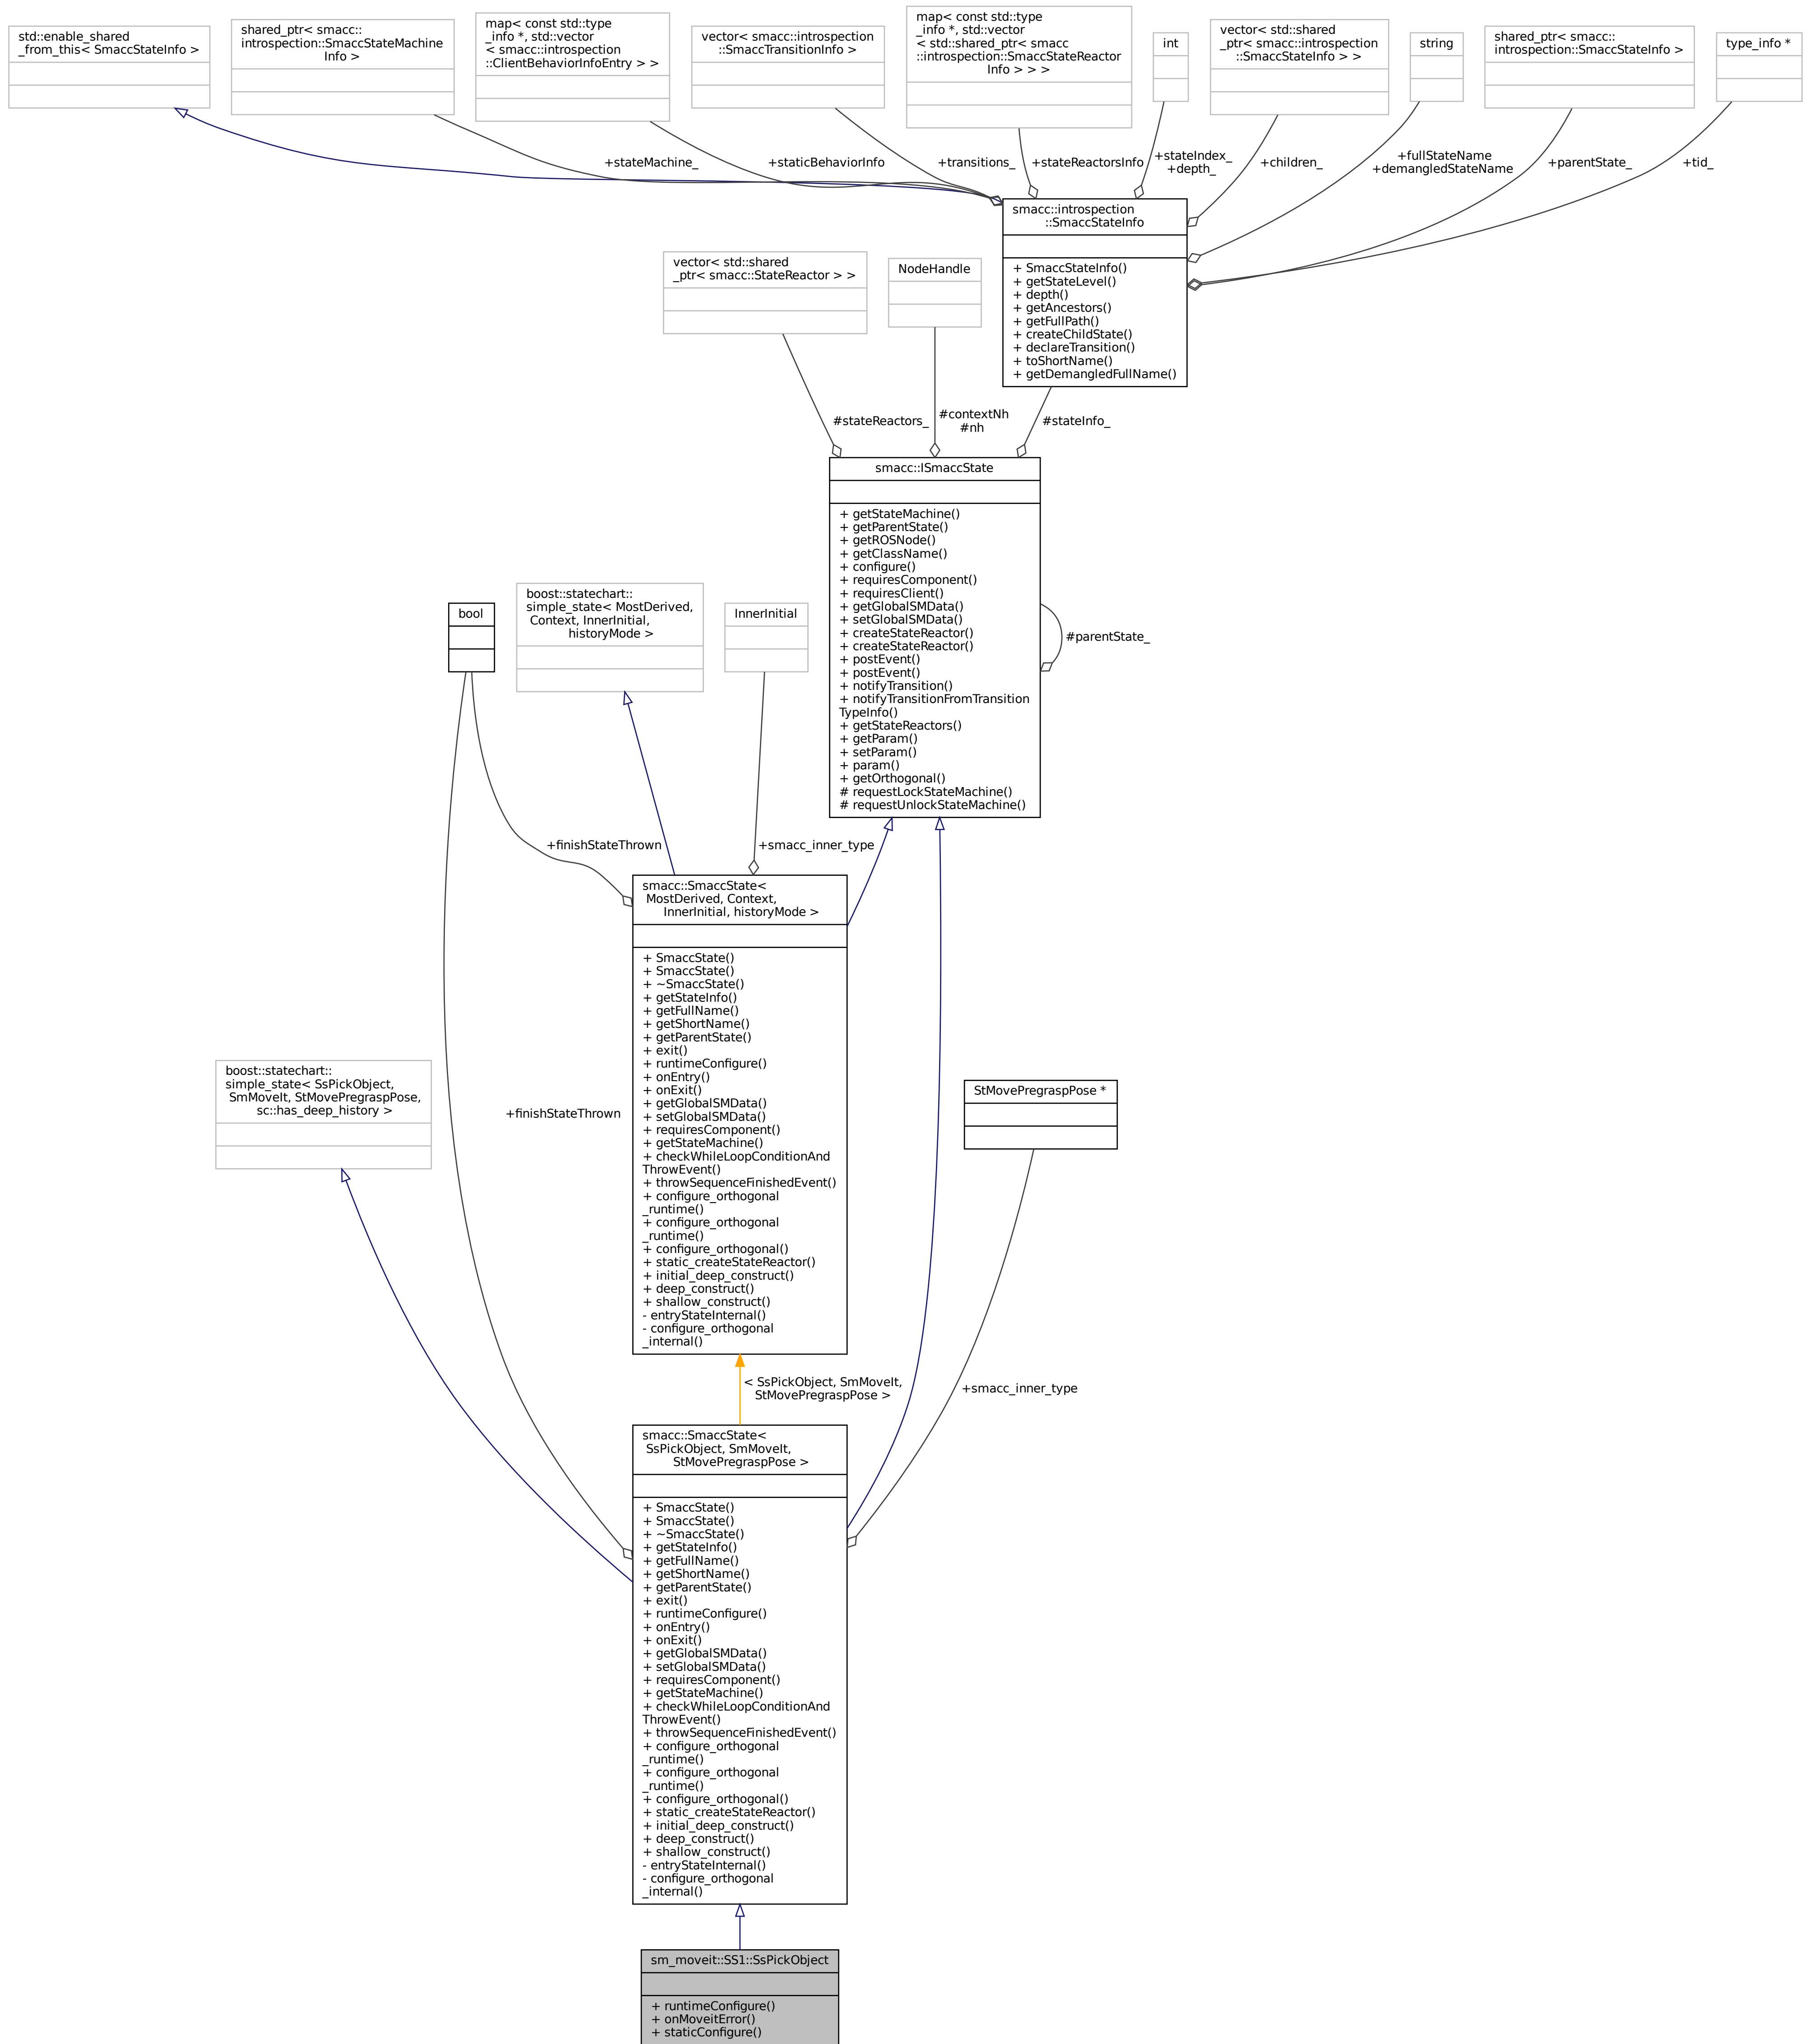 std::enable_shared
_from_this< SmaccStateInfo >
shared_ptr< smacc::
introspection::SmaccStateMachine
Info >
map< const std::type
_info *, std::vector
< smacc::introspection
::ClientBehaviorInfoEntry > >
vector< smacc::introspection
::SmaccTransitionInfo >
map< const std::type
_info *, std::vector
< std::shared_ptr< smacc
::introspection::SmaccStateReactor
Info > > >
int
vector< std::shared
_ptr< smacc::introspection
::SmaccStateInfo > >
string
shared_ptr< smacc::
introspection::SmaccStateInfo >
type_info *
+stateMachine_
+staticBehaviorInfo
+transitions_
+stateReactorsInfo
+stateIndex_
+depth_
+children_
+fullStateName
+demangledStateName
+parentState_
+tid_
smacc::introspection
::SmaccStateInfo
+ SmaccStateInfo()
+ getStateLevel()
+ depth()
+ getAncestors()
+ getFullPath()
+ createChildState()
+ declareTransition()
+ toShortName()
+ getDemangledFullName()
vector< std::shared
_ptr< smacc::StateReactor > >
NodeHandle
#stateReactors_
#contextNh
#nh
#stateInfo_
smacc::ISmaccState
+ getStateMachine()
+ getParentState()
+ getROSNode()
+ getClassName()
+ configure()
+ requiresComponent()
+ requiresClient()
+ getGlobalSMData()
+ setGlobalSMData()
+ createStateReactor()
+ createStateReactor()
+ postEvent()
+ postEvent()
+ notifyTransition()
+ notifyTransitionFromTransition
TypeInfo()
+ getStateReactors()
+ getParam()
+ setParam()
+ param()
+ getOrthogonal()
# requestLockStateMachine()
# requestUnlockStateMachine()
#parentState_
bool
boost::statechart::
simple_state< MostDerived,
Context, InnerInitial,
historyMode >
InnerInitial
+finishStateThrown
+smacc_inner_type
smacc::SmaccState<
MostDerived, Context,
InnerInitial, historyMode >
+ SmaccState()
+ SmaccState()
+ ~SmaccState()
+ getStateInfo()
+ getFullName()
+ getShortName()
+ getParentState()
+ exit()
+ runtimeConfigure()
+ onEntry()
+ onExit()
+ getGlobalSMData()
+ setGlobalSMData()
+ requiresComponent()
+ getStateMachine()
+ checkWhileLoopConditionAnd
ThrowEvent()
+ throwSequenceFinishedEvent()
+ configure_orthogonal
_runtime()
+ configure_orthogonal
_runtime()
+ configure_orthogonal()
+ static_createStateReactor()
+ initial_deep_construct()
+ deep_construct()
+ shallow_construct()
- entryStateInternal()
- configure_orthogonal
_internal()
boost::statechart::
simple_state< SsPickObject,
SmMoveIt, StMovePregraspPose,
sc::has_deep_history >
+finishStateThrown
StMovePregraspPose *
< SsPickObject, SmMoveIt,
StMovePregraspPose >
+smacc_inner_type
smacc::SmaccState<
SsPickObject, SmMoveIt,
StMovePregraspPose >
+ SmaccState()
+ SmaccState()
+ ~SmaccState()
+ getStateInfo()
+ getFullName()
+ getShortName()
+ getParentState()
+ exit()
+ runtimeConfigure()
+ onEntry()
+ onExit()
+ getGlobalSMData()
+ setGlobalSMData()
+ requiresComponent()
+ getStateMachine()
+ checkWhileLoopConditionAnd
ThrowEvent()
+ throwSequenceFinishedEvent()
+ configure_orthogonal
_runtime()
+ configure_orthogonal
_runtime()
+ configure_orthogonal()
+ static_createStateReactor()
+ initial_deep_construct()
+ deep_construct()
+ shallow_construct()
- entryStateInternal()
- configure_orthogonal
_internal()
sm_moveit::SS1::SsPickObject
+ runtimeConfigure()
+ onMoveitError()
+ staticConfigure()